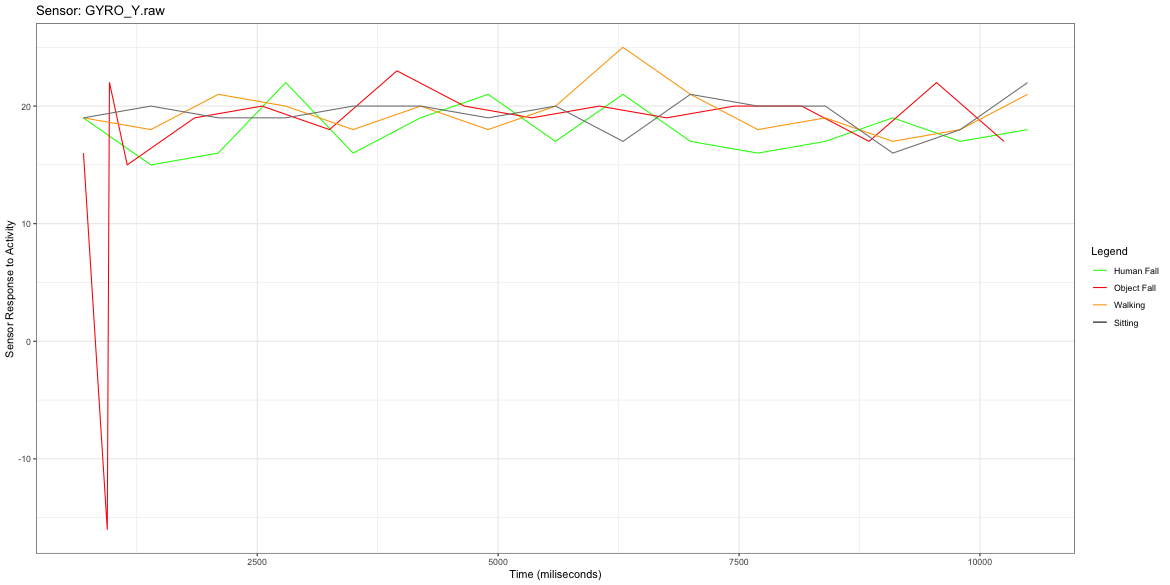 Sensor: GYRO_Y.raw
Sensor Response to Activity
20
10
0
-10
2500
5000
7500
10000
Time (miliseconds)
Legend
Human Fall
Object Fall
Walking
Sitting